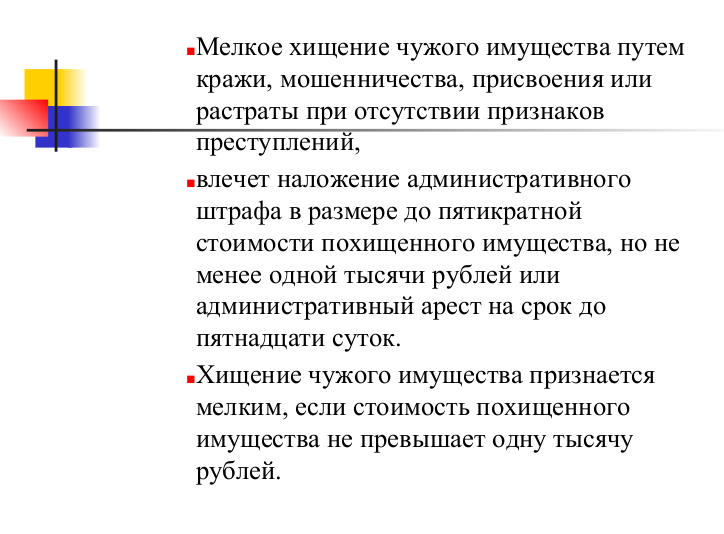 Мелкое хищение чужого имущества путем
кражи, мошенничества, присвоения или
растраты при отсутствии признаков
преступлений,
влечет наложение административного
штрафа в размере до пятикратной
стоимости похищенного имущества, но не
менее одной тысячи рублей или
административный арест на срок до
пятнадцати суток.
Хищение чужого имущества признается
мелким, если стоимость похищенного
имущества не превышает одну тысячу
рублей.